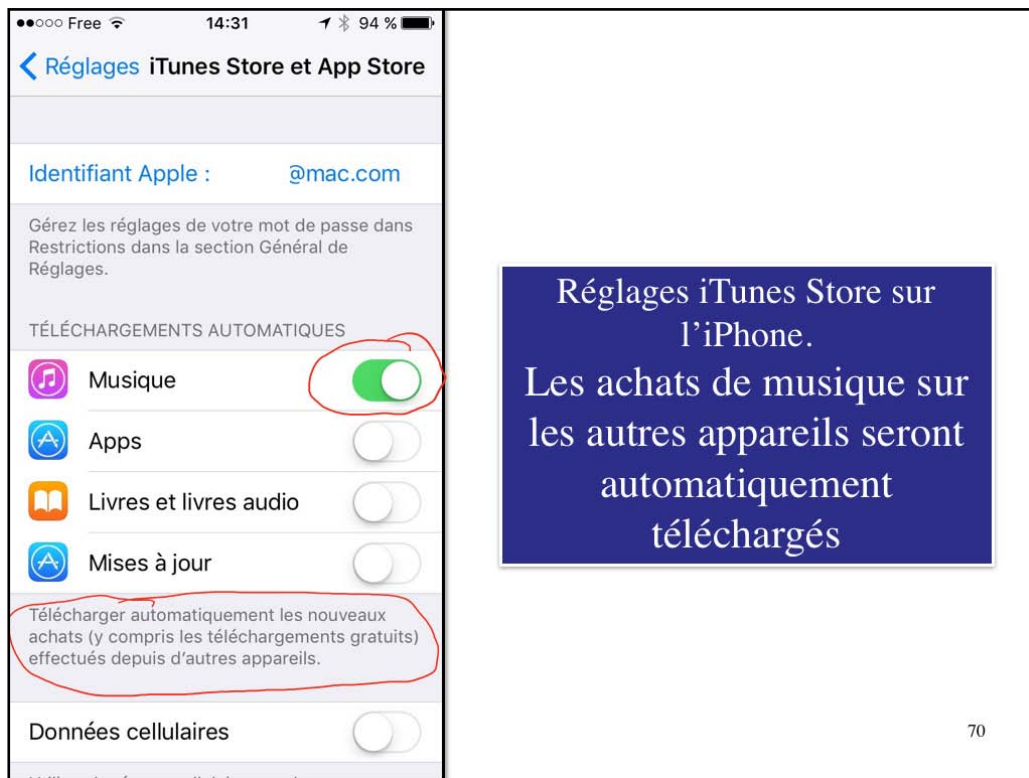 Free 14:31 94 %
Réglages iTunes Store et App Store
Identifiant Apple : @mac.com
Gérez les réglages de votre mot de passe dans
Restrictions dans la section Général de
Réglages.
TÉLÉCHARGEMENTS AUTOMATIQUES
Musique
Apps
Livres et livres audio
Mises à jour
Télécharger automatiquement les nouveaux
achats (y compris les téléchargements gratuits)
effectués depuis d'autres appareils.
Données cellulaires
Réglages iTunes Store sur
l'iPhone.
Les achats de musique sur
les autres appareils seront
automatiquement
téléchargés
70